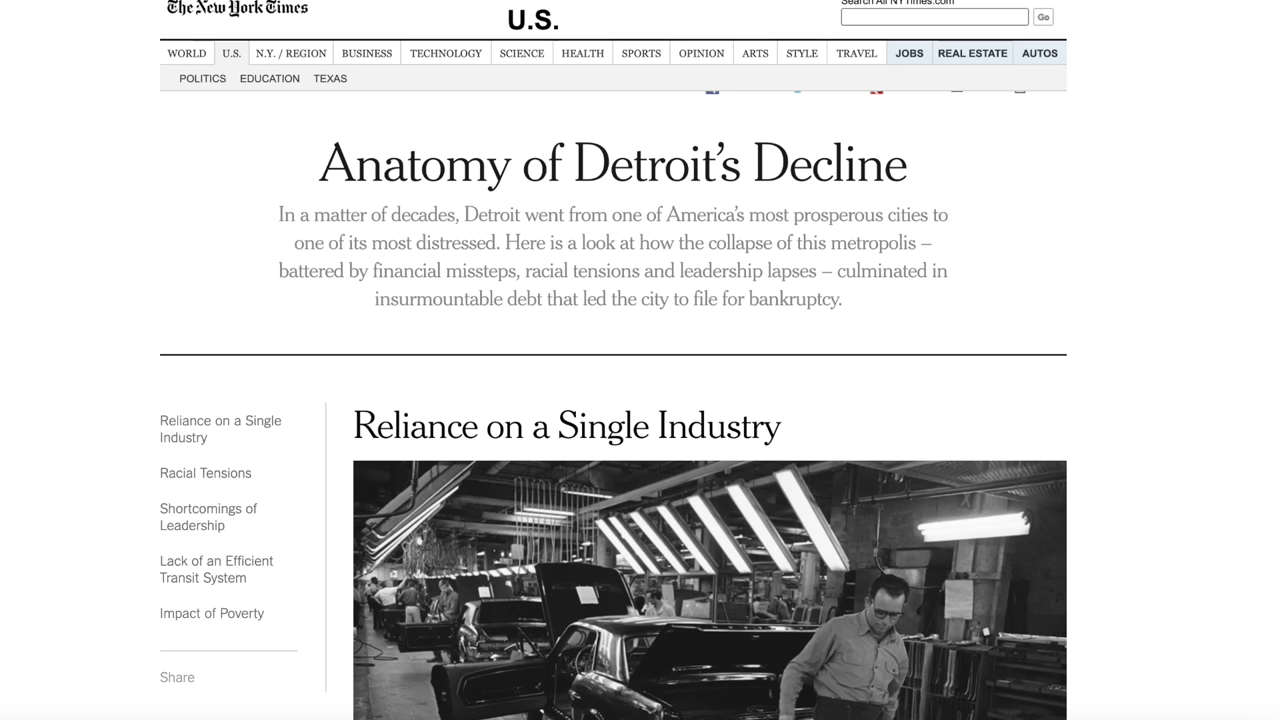 The New York Times
U.S.
Search All NYTimes.com
Go
WORLD U.S. N.Y. / REGION BUSINESS TECHNOLOGY SCIENCE HEALTH SPORTS OPINION ARTS STYLE TRAVEL JOBS REAL ESTATE AUTOS
POLITICS EDUCATION TEXAS
Anatomy of Detroit’s Decline
In a matter of decades, Detroit went from one of America’s most prosperous cities to
one of its most distressed. Here is a look at how the collapse of this metropolis –
battered by financial missteps, racial tensions and leadership lapses – culminated in
insurmountable debt that led the city to file for bankruptcy.
Reliance on a Single
Industry
Racial Tensions
Shortcomings of
Leadership
Lack of an Efficient
Transit System
Impact of Poverty
Share
Reliance on a Single Industry